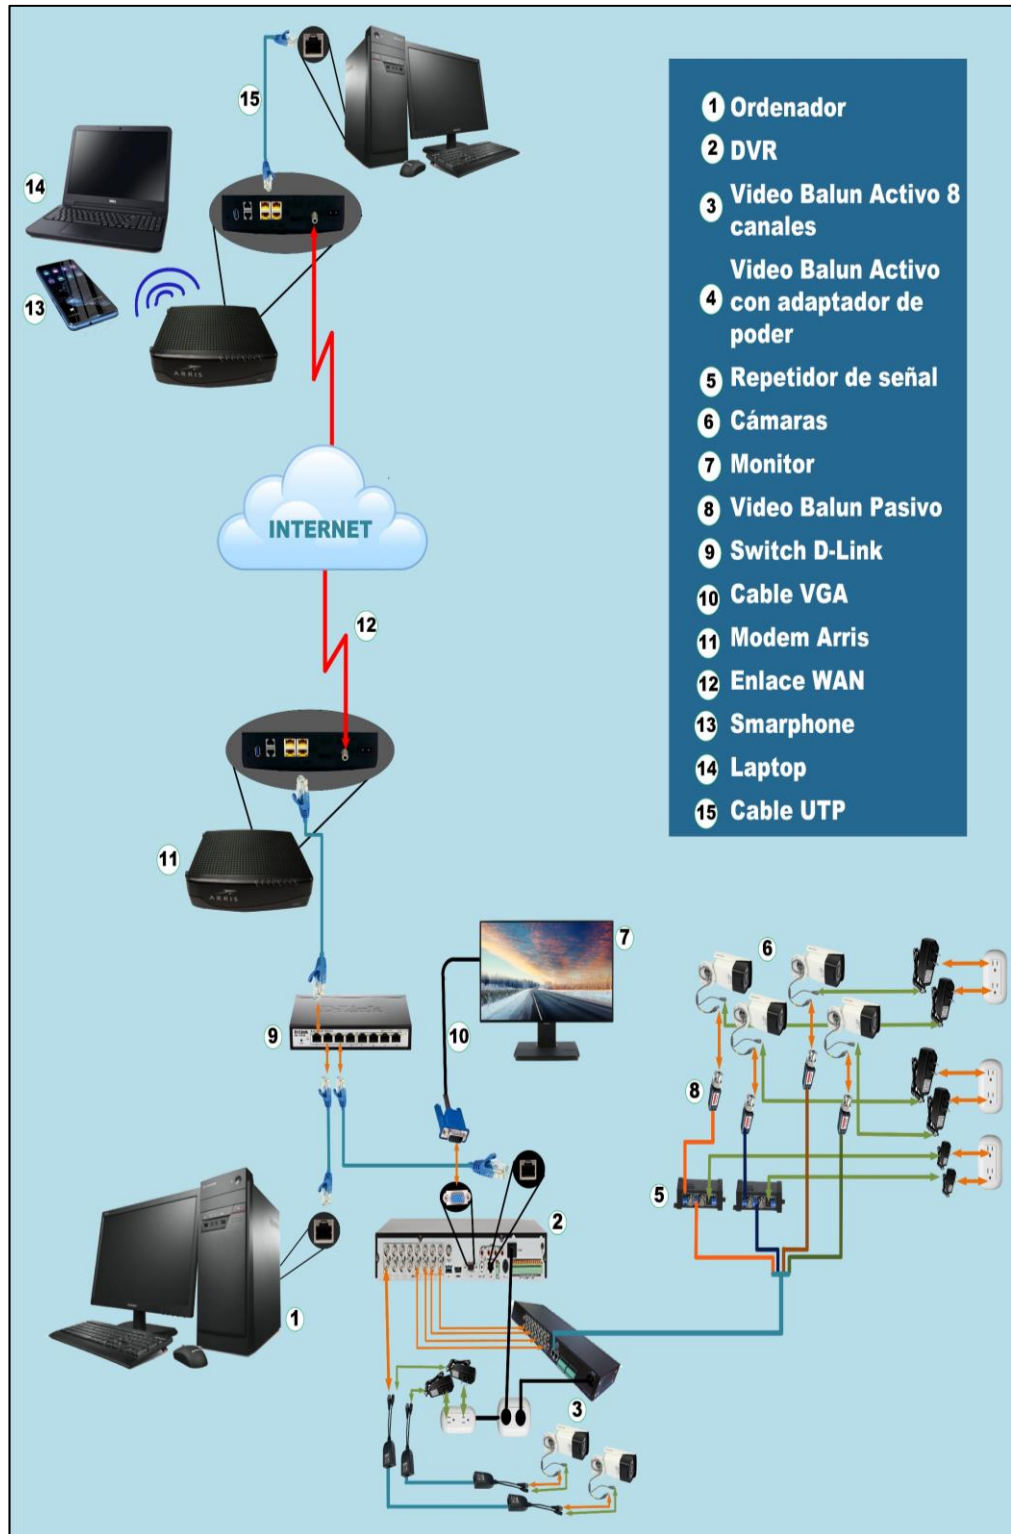 15
14
13
ARRIS
INTERNET
12
11
ARRIS
9
7
10
6
8
5
2
1
3
1 Ordenador
2 DVR
3 Video Balun Activo 8
canales
4 Video Balun Activo
con adaptador de
poder
5 Repetidor de señal
6 Cámaras
7 Monitor
8 Video Balun Pasivo
9 Switch D-Link
10 Cable VGA
11 Modem Arris
12 Enlace WAN
13 Smarphone
14 Laptop
15 Cable UTP